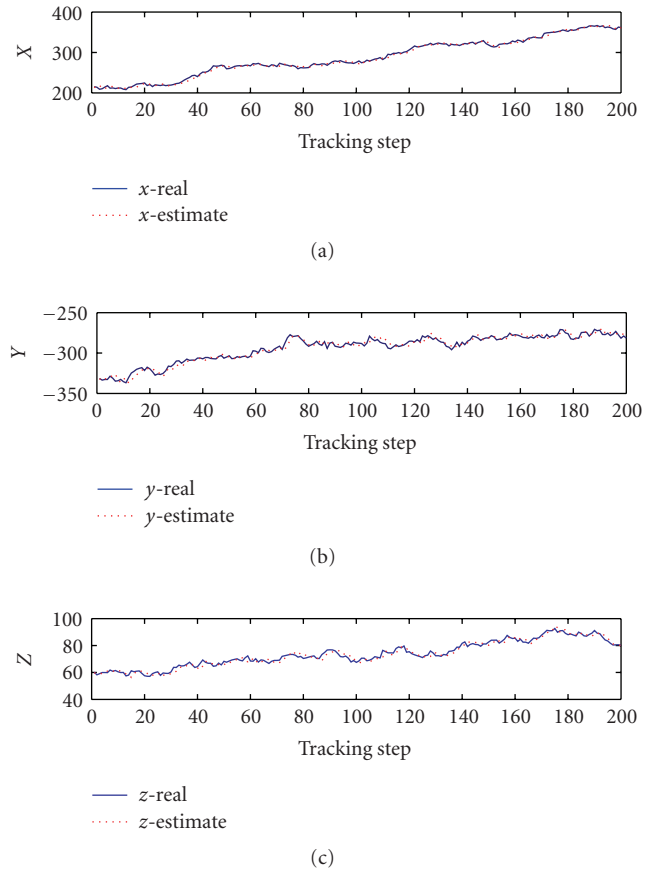 400
300
200
X
0 20 40 60 80 100 120 140 160 180 200
Tracking step
x-real
x-estimate
(a)
−250
−300
−350
Y
0 20 40 60 80 100 120 140 160 180 200
Tracking step
y-real
y-estimate
(b)
100
80
60
40
Z
0 20 40 60 80 100 120 140 160 180 200
Tracking step
z-real
z-estimate
(c)